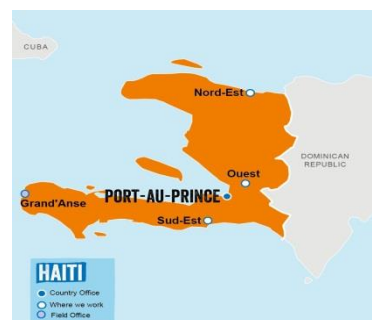 CUBA
Nord-Est
DOMINICAN
REPUBLIC
Ouest
Grand'Anse
PORT-AU-PRINCE
Sud-Est
HAITI
Country Office
Where we work
Field Office